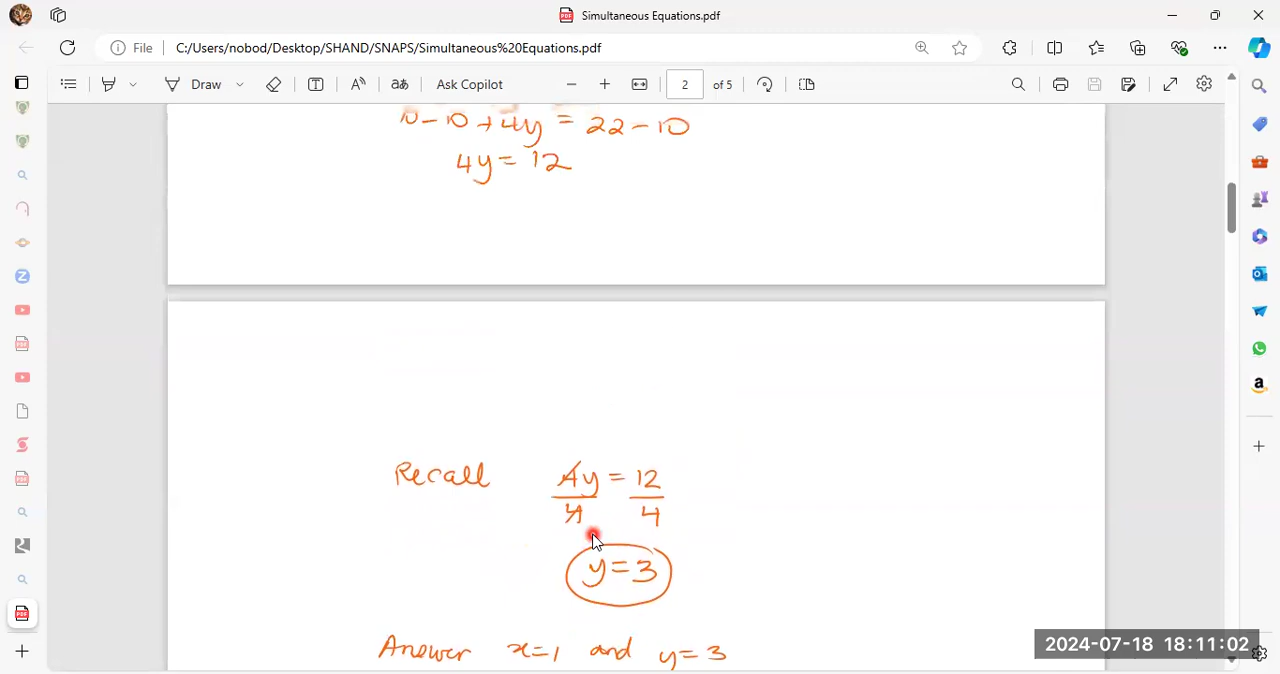 Simultaneous Equations.pdf
File C:/Users/nobod/Desktop/SHAND/SNAPS/Simultaneous%20Equations.pdf
Draw Ask Copilot 2 of 5
10-10+4y = 22-10
4y = 12
Recall 4y = 12
4 4
y = 3
Answer x=1 and y=3
2024-07-18 18:11:02